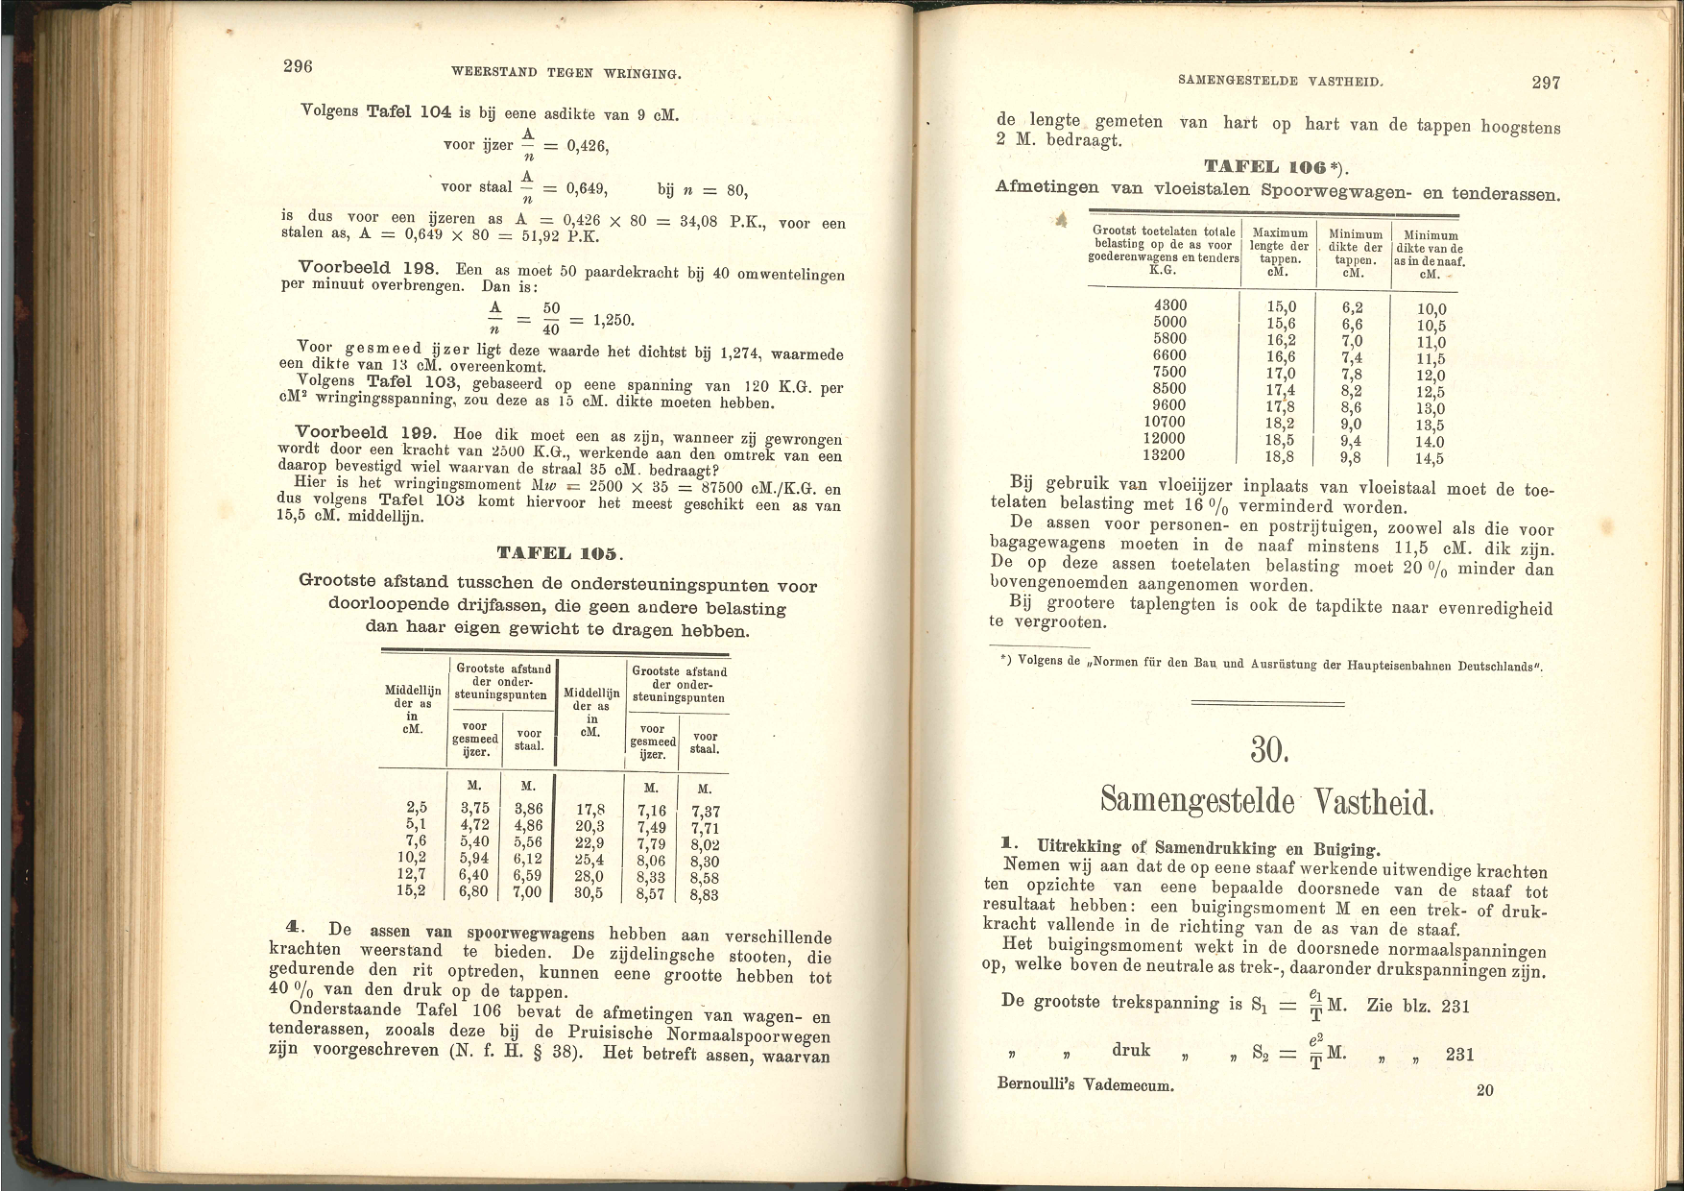 296
WEERSTAND TEGEN WRINGING.
Volgens Tafel 104 is bij eene asdikte van 9 cM.
voor ijzer A/n = 0,426,
voor staal A/n = 0,649, bij n = 80,
is dus voor een ijzeren as A = 0,426 × 80 = 34,08 P.K., voor een
stalen as, A = 0,649 × 80 = 51,92 P.K.
Voorbeeld 198. Een as moet 50 paardekracht bij 40 omwentelingen
per minuut overbrengen. Dan is:
A/n = 50/40 = 1,250.
Voor gesmeed ijzer ligt deze waarde het dichtst bij 1,274, waarmede
een dikte van 13 cM. overeenkomt.
Volgens Tafel 103, gebaseerd op eene spanning van 120 K.G. per
cM² wringingsspanning, zou deze as 15 cM. dikte moeten hebben.
Voorbeeld 199. Hoe dik moet een as zijn, wanneer zij gewrongen
wordt door een kracht van 2500 K.G., werkende aan den omtrek van een
daarop bevestigd wiel waarvan de straal 35 cM. bedraagt?
Hier is het wringingsmoment Mw = 2500 × 35 = 87500 cM./K.G. en
dus volgens Tafel 103 komt hiervoor het meest geschikt een as van
15,5 cM. middellijn.
TAFEL 105.
Grootste afstand tusschen de ondersteuningspunten voor
doorloopende drijfassen, die geen andere belasting
dan haar eigen gewicht te dragen hebben.
Middellijn der as in cM. | Grootste afstand der ondersteuningspunten | Middellijn der as in cM. | Grootste afstand der ondersteuningspunten
voor gesmeed ijzer. | voor staal. | voor gesmeed ijzer. | voor staal.
M. | M. | M. | M.
2,5 | 3,75 | 3,86 | 17,8 | 7,16 | 7,37
5,1 | 4,72 | 4,86 | 20,3 | 7,49 | 7,71
7,6 | 5,40 | 5,56 | 22,9 | 7,79 | 8,02
10,2 | 5,94 | 6,12 | 25,4 | 8,06 | 8,30
12,7 | 6,40 | 6,59 | 28,0 | 8,33 | 8,58
15,2 | 6,80 | 7,00 | 30,5 | 8,57 | 8,83
4. De assen van spoorwegwagens hebben aan verschillende
krachten weerstand te bieden. De zijdelingsche stooten, die
gedurende den rit optreden, kunnen eene grootte hebben tot
40 % van den druk op de tappen.
Onderstaande Tafel 106 bevat de afmetingen van wagen- en
tenderassen, zooals deze bij de Pruisische Normaalspoorwegen
zijn voorgeschreven (N. f. H. § 38). Het betreft assen, waarvan
SAMENGESTELDE VASTHEID.
297
de lengte gemeten van hart op hart van de tappen hoogstens
2 M. bedraagt.
TAFEL 106 *).
Afmetingen van vloeistalen Spoorwegwagen- en tenderassen.
Grootst toetelaten totale belasting op de as voor goederenwagens en tenders K.G. | Maximum lengte der tappen. cM. | Minimum dikte der tappen. cM. | Minimum dikte van de as in de naaf. cM.
4300 | 15,0 | 6,2 | 10,0
5000 | 15,6 | 6,6 | 10,5
5800 | 16,2 | 7,0 | 11,0
6600 | 16,6 | 7,4 | 11,5
7500 | 17,0 | 7,8 | 12,0
8500 | 17,4 | 8,2 | 12,5
9600 | 17,8 | 8,6 | 13,0
10700 | 18,2 | 9,0 | 13,5
12000 | 18,5 | 9,4 | 14.0
13200 | 18,8 | 9,8 | 14,5
Bij gebruik van vloeiijzer inplaats van vloeistaal moet de toe-
telaten belasting met 16 % verminderd worden.
De assen voor personen- en postrijtuigen, zoowel als die voor
bagagewagens moeten in de naaf minstens 11,5 cM. dik zijn.
De op deze assen toetelaten belasting moet 20 % minder dan
bovengenoemden aangenomen worden.
Bij grootere taplengten is ook de tapdikte naar evenredigheid
te vergrooten.
*) Volgens de „Normen für den Bau und Ausrüstung der Haupteisenbahnen Deutschlands".
30.
Samengestelde Vastheid.
1. Uitrekking of Samendrukking en Buiging.
Nemen wij aan dat de op eene staaf werkende uitwendige krachten
ten opzichte van eene bepaalde doorsnede van de staaf tot
resultaat hebben: een buigingsmoment M en een trek- of druk-
kracht vallende in de richting van de as van de staaf.
Het buigingsmoment wekt in de doorsnede normaalspanningen
op, welke boven de neutrale as trek-, daaronder drukspanningen zijn.
De grootste trekspanning is S₁ = e₁/T M. Zie blz. 231
„ „ druk „ „ S₂ = e²/T M. „ „ 231
Bernoulli's Vademecum.
20